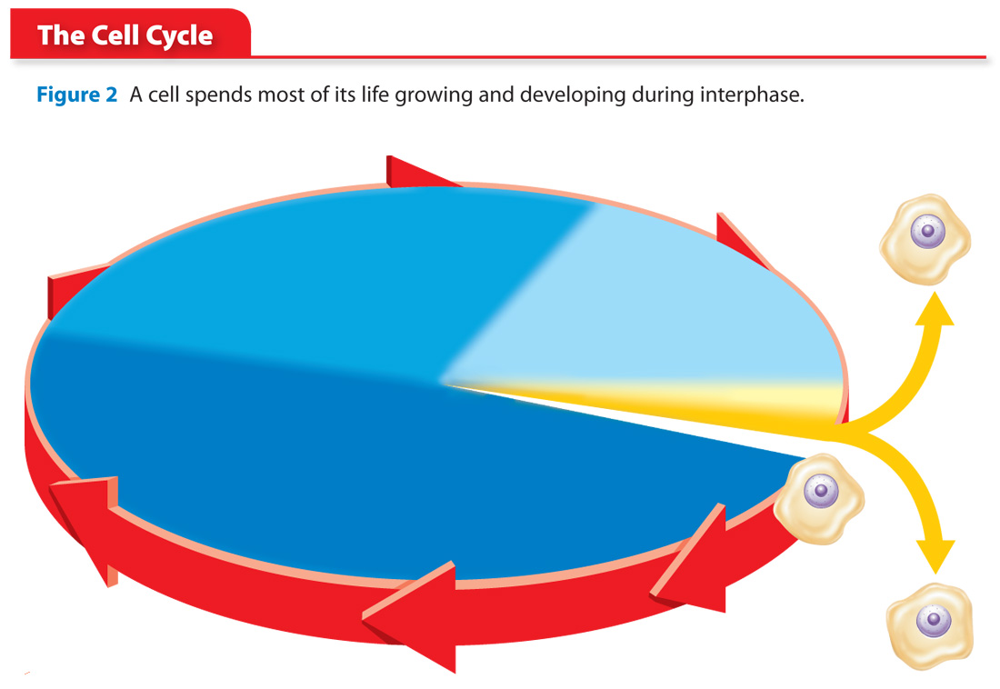 The Cell Cycle
Figure 2 A cell spends most of its life growing and developing during interphase.